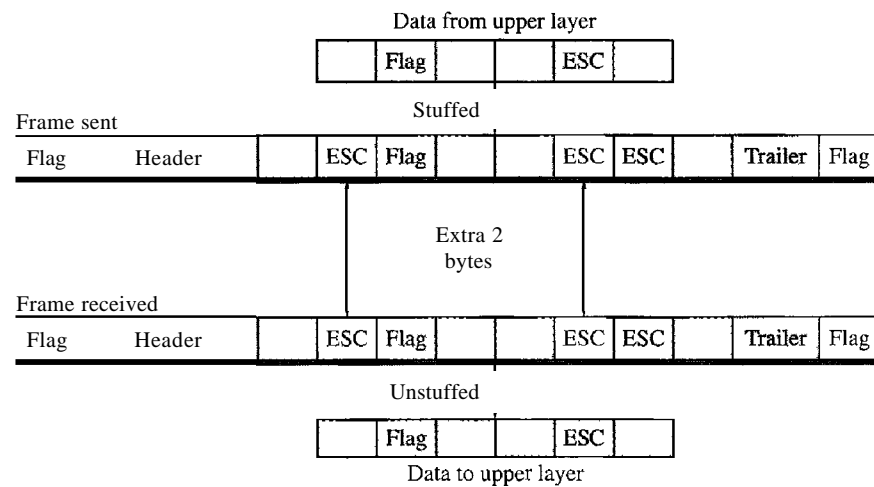 Data from upper layer
Flag ESC
Stuffed
Frame sent
Flag Header ESC Flag ESC ESC Trailer Flag
Extra 2
bytes
Frame received
Flag Header ESC Flag ESC ESC Trailer Flag
Unstuffed
Flag ESC
Data to upper layer